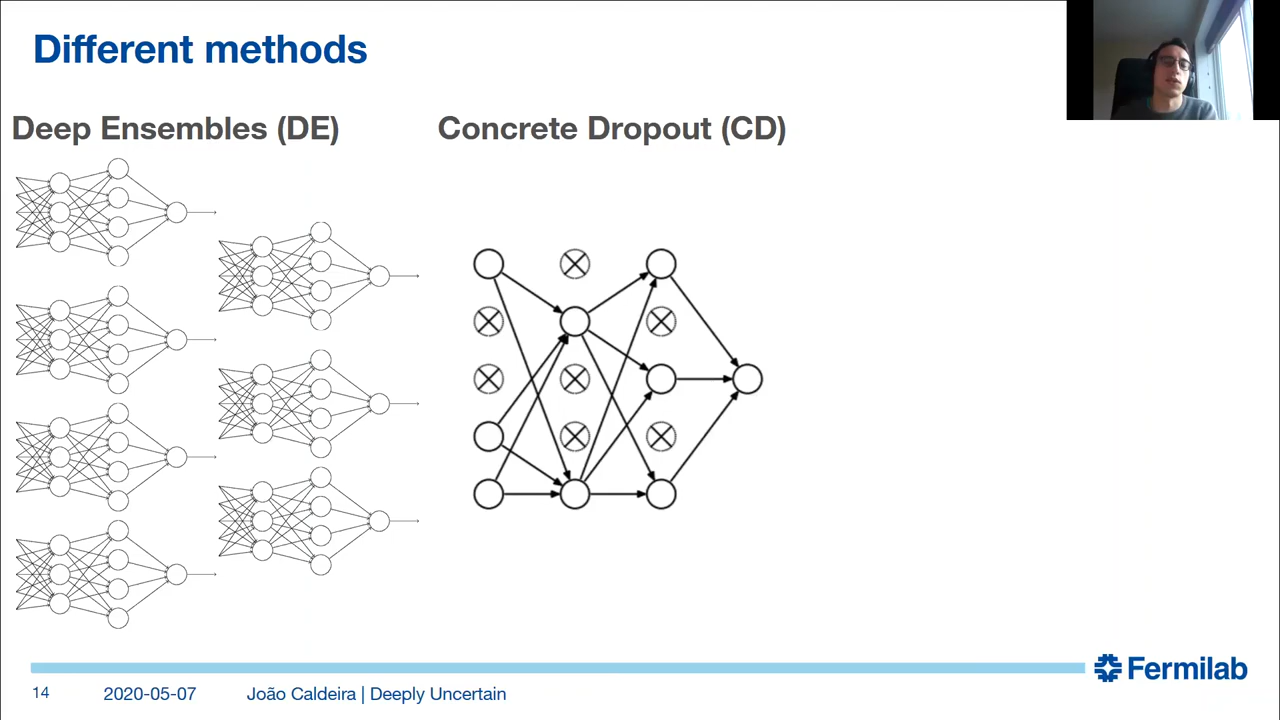 Different methods
Deep Ensembles (DE)
Concrete Dropout (CD)
Fermilab
14
2020-05-07
João Caldeira | Deeply Uncertain